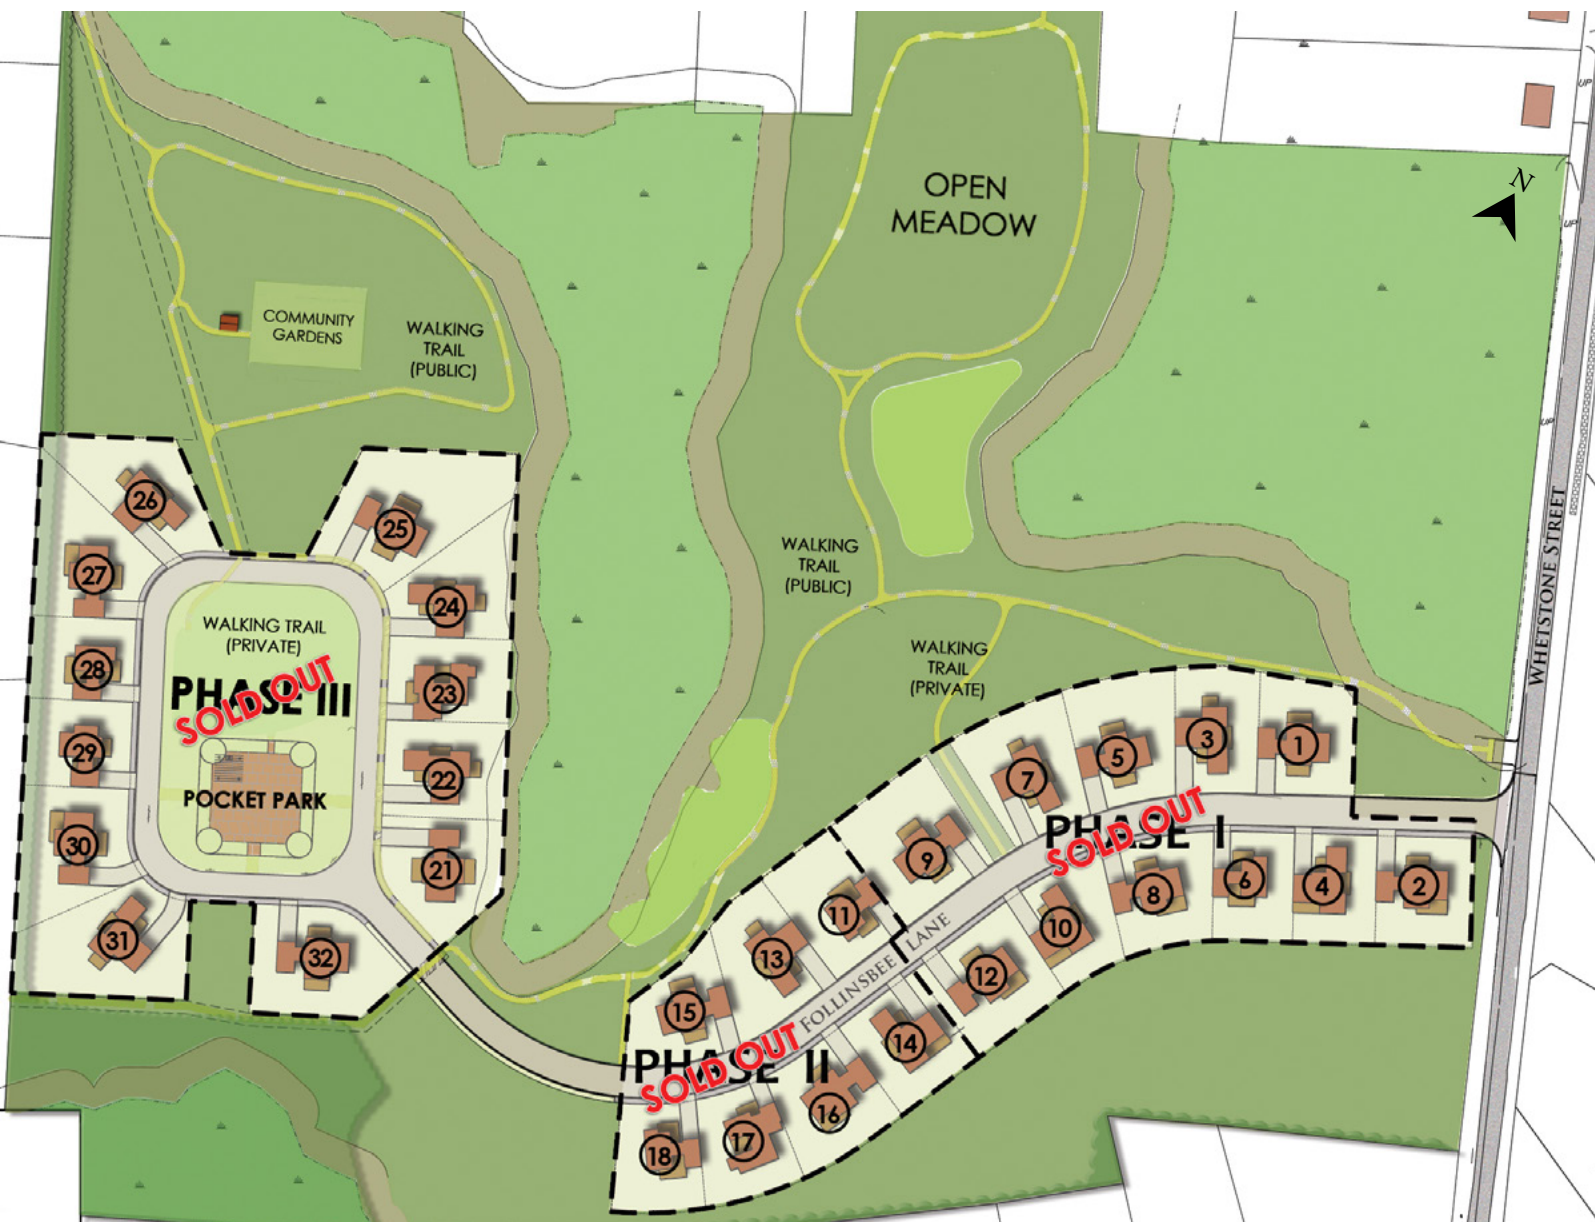 OPEN
MEADOW
N
UP
UP
COMMUNITY
GARDENS
WALKING
TRAIL
(PUBLIC)
WHETSTONE STREET
WALKING
TRAIL
(PUBLIC)
WALKING
TRAIL
(PRIVATE)
26
25
27
24
28
23
29
22
30
21
31
32
WALKING TRAIL
(PRIVATE)
PHASE III
SOLD OUT
POCKET PARK
1
3
5
7
9
11
13
15
PHASE I
SOLD OUT
2
4
6
8
10
12
14
16
17
18
FOLLINSBEE LANE
PHASE II
SOLD OUT